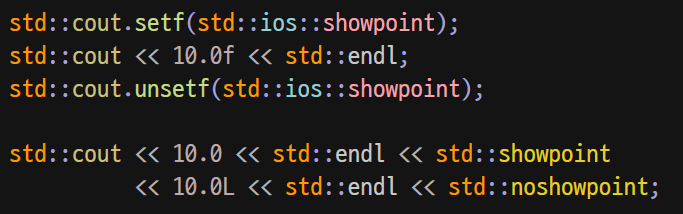 std::cout.setf(std::ios::showpoint);
std::cout << 10.0f << std::endl;
std::cout.unsetf(std::ios::showpoint);
std::cout << 10.0 << std::endl << std::showpoint
<< 10.0L << std::endl << std::noshowpoint;